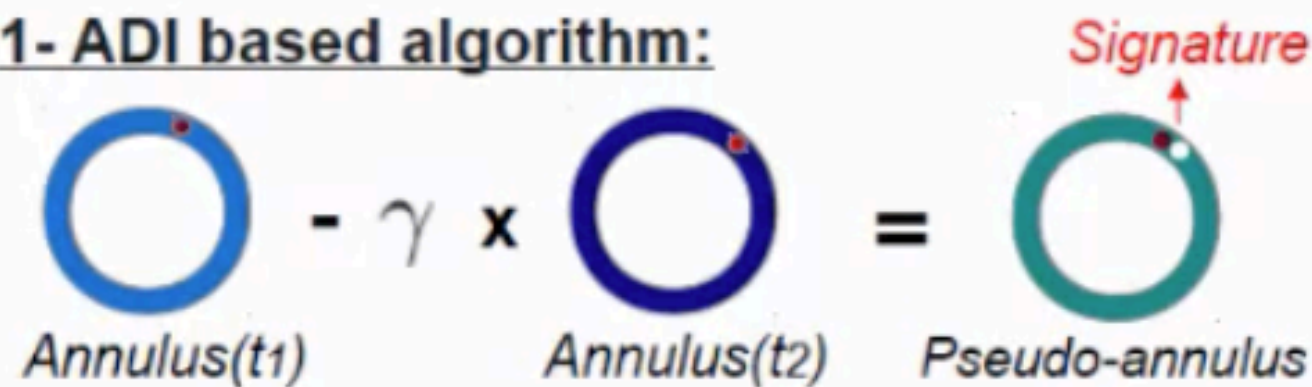 1- ADI based algorithm:
Signature
- γ x =
Annulus(t1) Annulus(t2) Pseudo-annulus